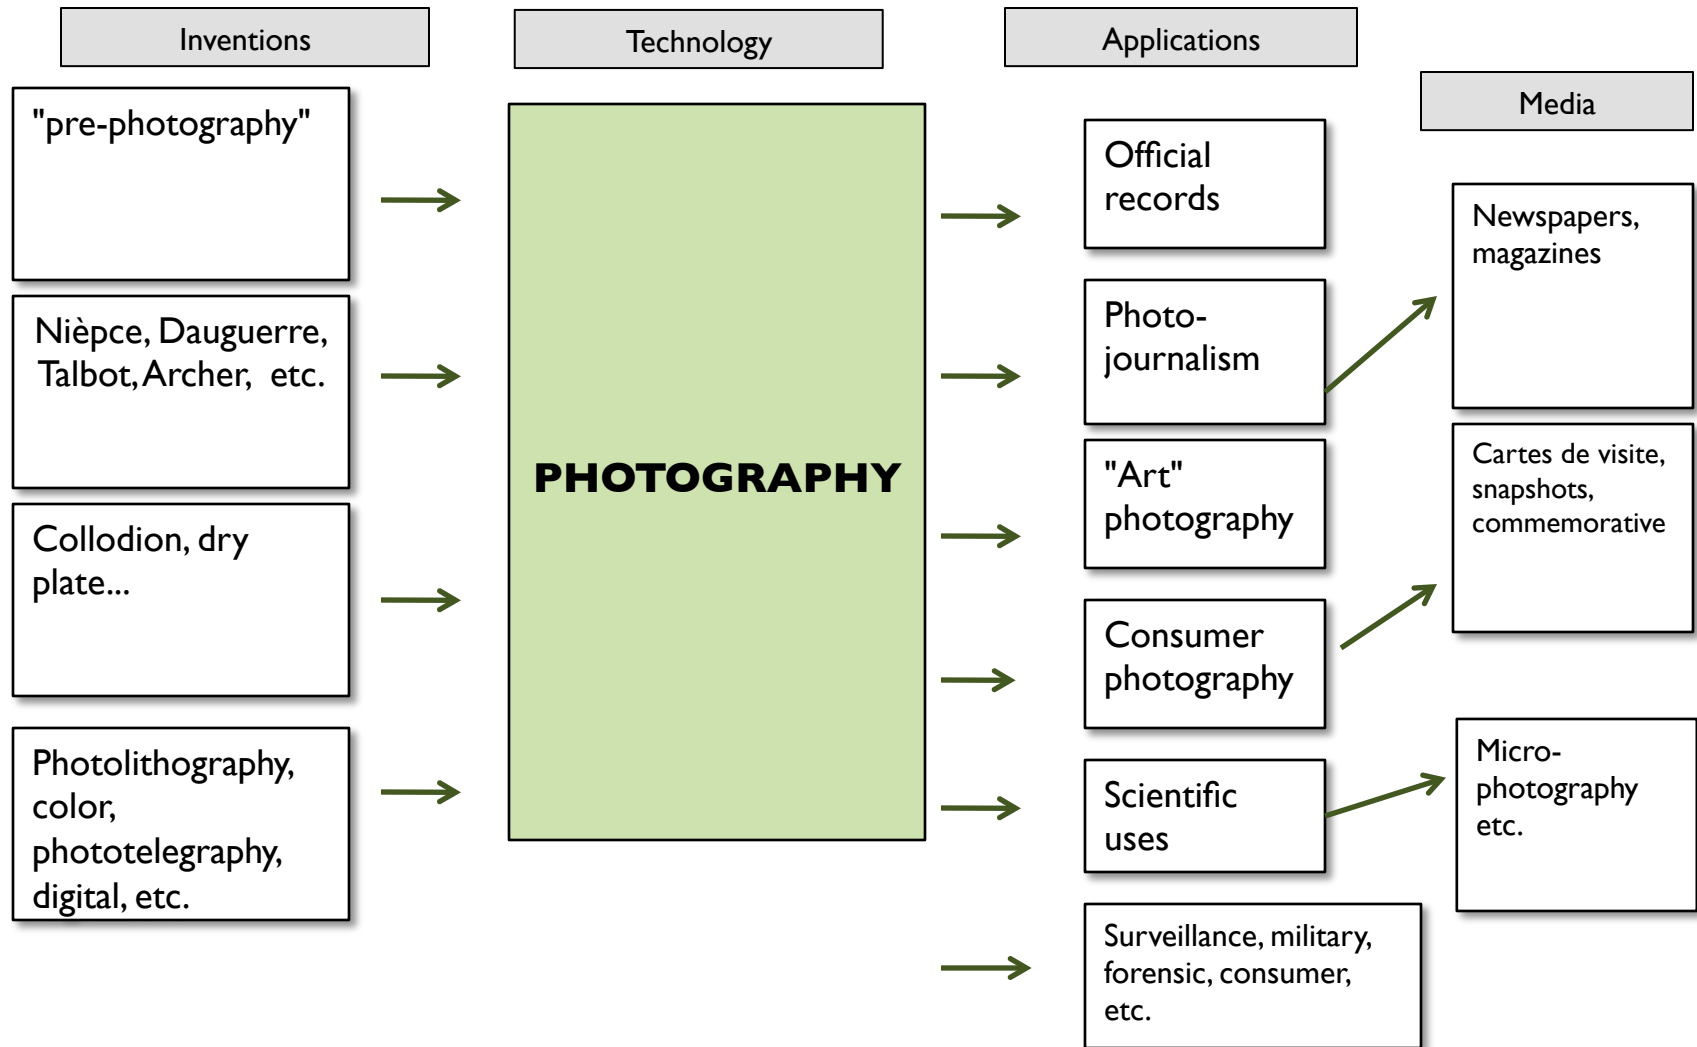 Inventions
Technology
Applications
Media
"pre-photography"
Nièpce, Dauguerre,
Talbot, Archer, etc.
Collodion, dry
plate...
Photolithography,
color,
phototelegraphy,
digital, etc.
PHOTOGRAPHY
Official
records
Photo-
journalism
"Art"
photography
Consumer
photography
Scientific
uses
Surveillance, military,
forensic, consumer,
etc.
Newspapers,
magazines
Cartes de visite,
snapshots,
commemorative
Micro-
photography
etc.